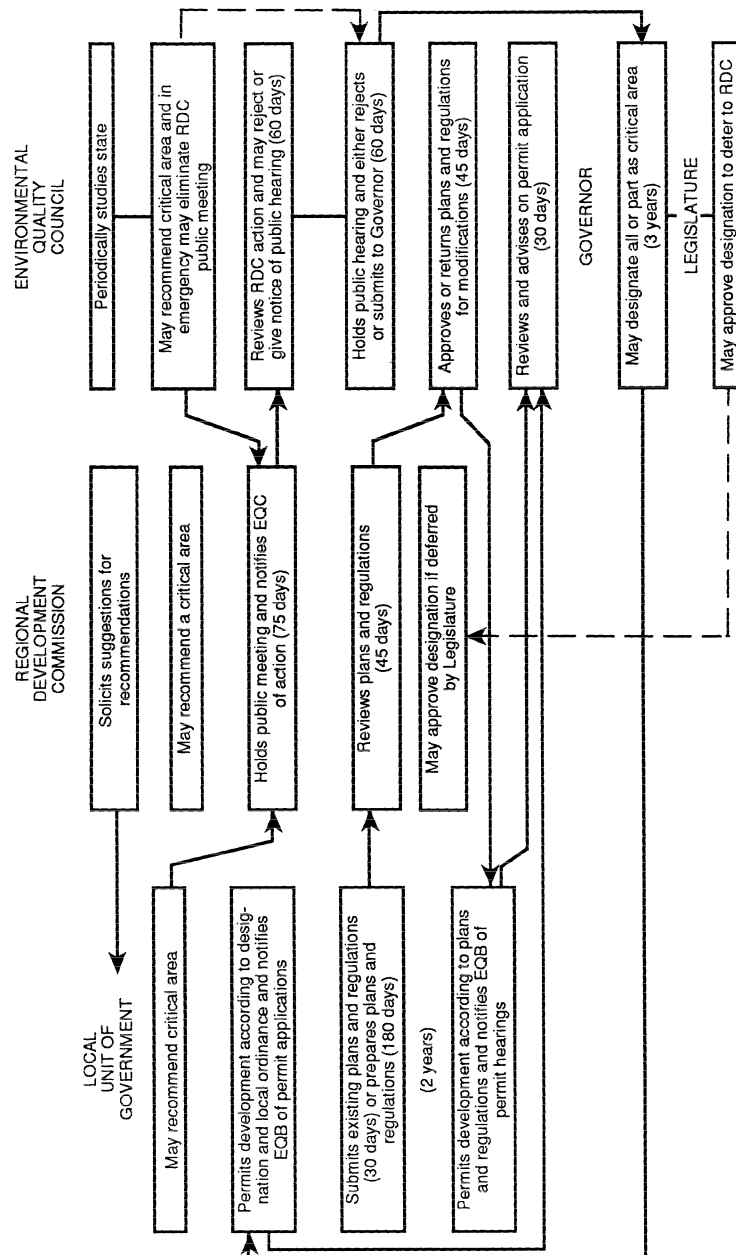 LOCAL
UNIT OF
GOVERNMENT
May recommend critical area
Permits development according to desig-
nation and local ordinance and notifies
EQB of permit applications
Submits existing plans and regulations
(30 days) or prepares plans and
regulations (180 days)
(2 years)
Permits development according to plans
and regulations and notifies EQB of
permit hearings
REGIONAL
DEVELOPMENT
COMMISSION
Solicits suggestions for
recommendations
May recommend a critical area
Holds public meeting and notifies EQC
of action (75 days)
Reviews plans and regulations
(45 days)
May approve designation if deferred
by Legislature
ENVIRONMENTAL
QUALITY
COUNCIL
Periodically studies state
May recommend critical area and in
emergency may eliminate RDC
public meeting
Reviews RDC action and may reject or
give notice of public hearing (60 days)
Holds public hearing and either rejects
or submits to Governor (60 days)
Approves or returns plans and regulations
for modifications (45 days)
Reviews and advises on permit application
(30 days)
GOVERNOR
May designate all or part as critical area
(3 years)
LEGISLATURE
May approve designation to deter to RDC